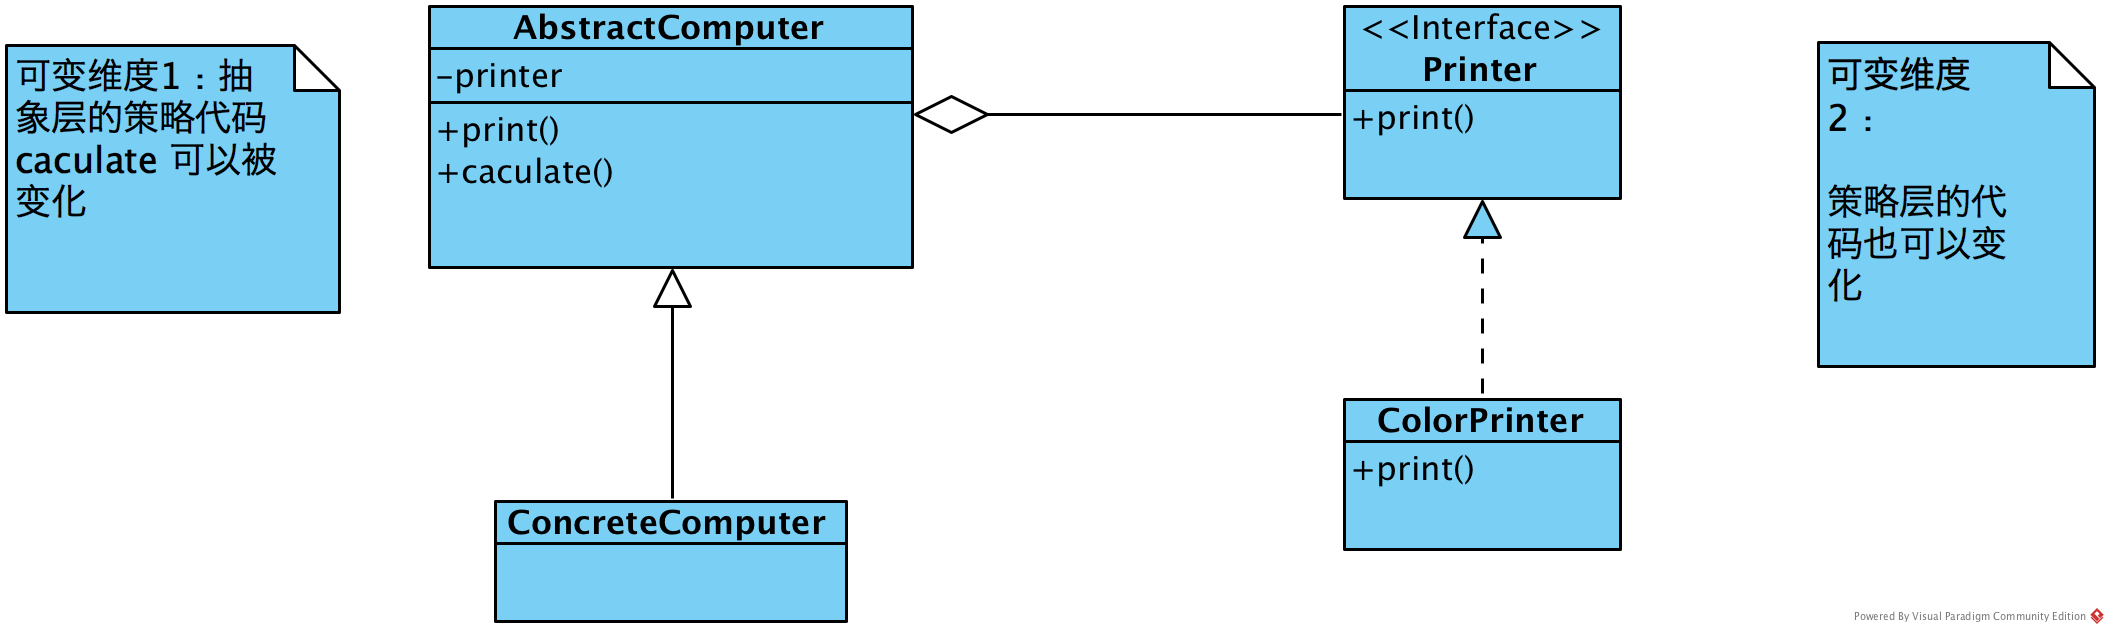 可变维度1：抽
象层的策略代码
caculate 可以被
变化
AbstractComputer
-printer
+print()
+caculate()
<<Interface>>
Printer
+print()
可变维度
2：
策略层的代
码也可以变
化
ConcreteComputer
ColorPrinter
+print()
Powered By Visual Paradigm Community Edition